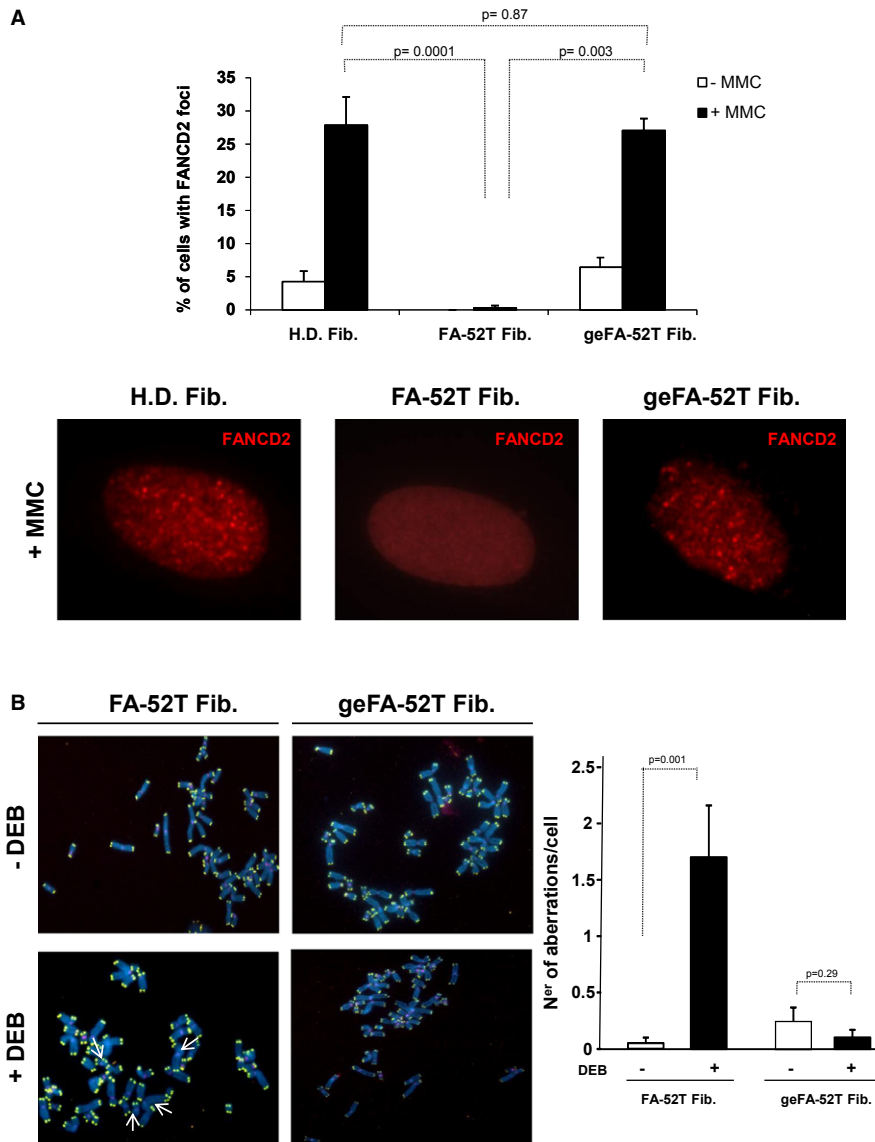 A
p= 0.87
p= 0.0001
p= 0.003
- MMC
+ MMC
% of cells with FANCD2 foci
35
30
25
20
15
10
5
0
H.D. Fib.
FA-52T Fib.
geFA-52T Fib.
H.D. Fib.
FA-52T Fib.
geFA-52T Fib.
+ MMC
FANCD2
FANCD2
FANCD2
B
FA-52T Fib.
geFA-52T Fib.
- DEB
+ DEB
Nᵉʳ of aberrations/cell
2.5
2
1.5
1
0.5
0
p=0.001
p=0.29
DEB - + - +
FA-52T Fib.
geFA-52T Fib.